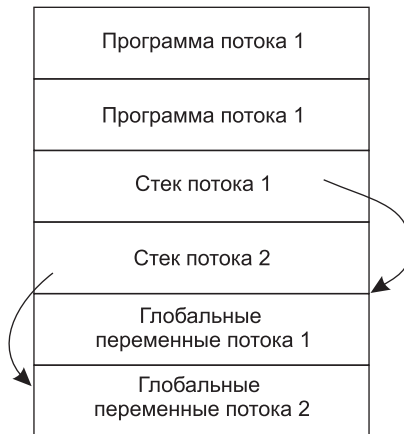 Программа потока 1
Программа потока 1
Стек потока 1
Стек потока 2
Глобальные
переменные потока 1
Глобальные
переменные потока 2